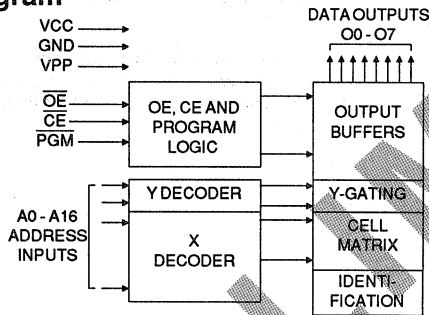 gram
VCC
GND
VPP
OE
CE
PGM
OE, CE AND
PROGRAM
LOGIC
DATA OUTPUTS
O0 - O7
OUTPUT
BUFFERS
A0 - A16
ADDRESS
INPUTS
Y DECODER
X
DECODER
Y-GATING
CELL
MATRIX
IDENTI-
FICATION